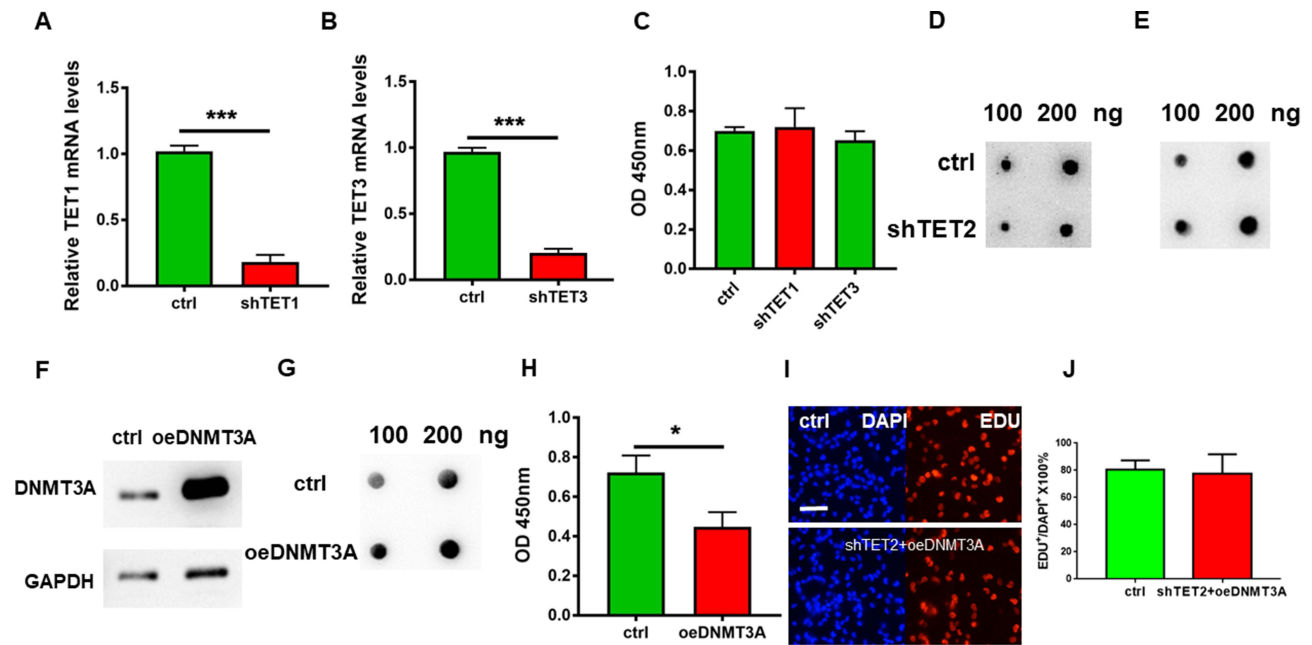 A
Relative TET1 mRNA levels
1.5
1.0
0.5
0.0
***
ctrl
shTET1
B
Relative TET3 mRNA levels
1.5
1.0
0.5
0.0
***
ctrl
shTET3
C
OD 450nm
1.0
0.8
0.6
0.4
0.2
0.0
ctrl
shTET1
shTET3
D
100 200 ng
ctrl
shTET2
E
100 200 ng
F
ctrl oeDNMT3A
DNMT3A
GAPDH
G
100 200 ng
ctrl
oeDNMT3A
H
OD 450nm
1.0
0.8
0.6
0.4
0.2
0.0
*
ctrl
oeDNMT3A
I
ctrl DAPI EDU
shTET2+oeDNMT3A
J
EDU⁺/DAPI⁺ X100%
100
80
60
40
20
0
ctrl
shTET2+oeDNMT3A